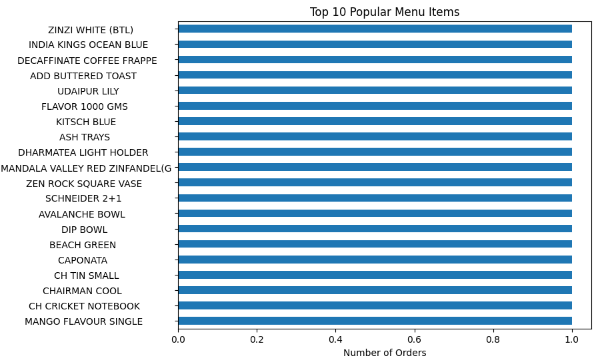 Top 10 Popular Menu Items
ZINZI WHITE (BTL)
INDIA KINGS OCEAN BLUE
DECAFFINATE COFFEE FRAPPE
ADD BUTTERED TOAST
UDAIPUR LILY
FLAVOR 1000 GMS
KITSCH BLUE
ASH TRAYS
DHARMATEA LIGHT HOLDER
MANDALA VALLEY RED ZINFANDEL(G
ZEN ROCK SQUARE VASE
SCHNEIDER 2+1
AVALANCHE BOWL
DIP BOWL
BEACH GREEN
CAPONATA
CH TIN SMALL
CHAIRMAN COOL
CH CRICKET NOTEBOOK
MANGO FLAVOUR SINGLE
0.0 0.2 0.4 0.6 0.8 1.0
Number of Orders